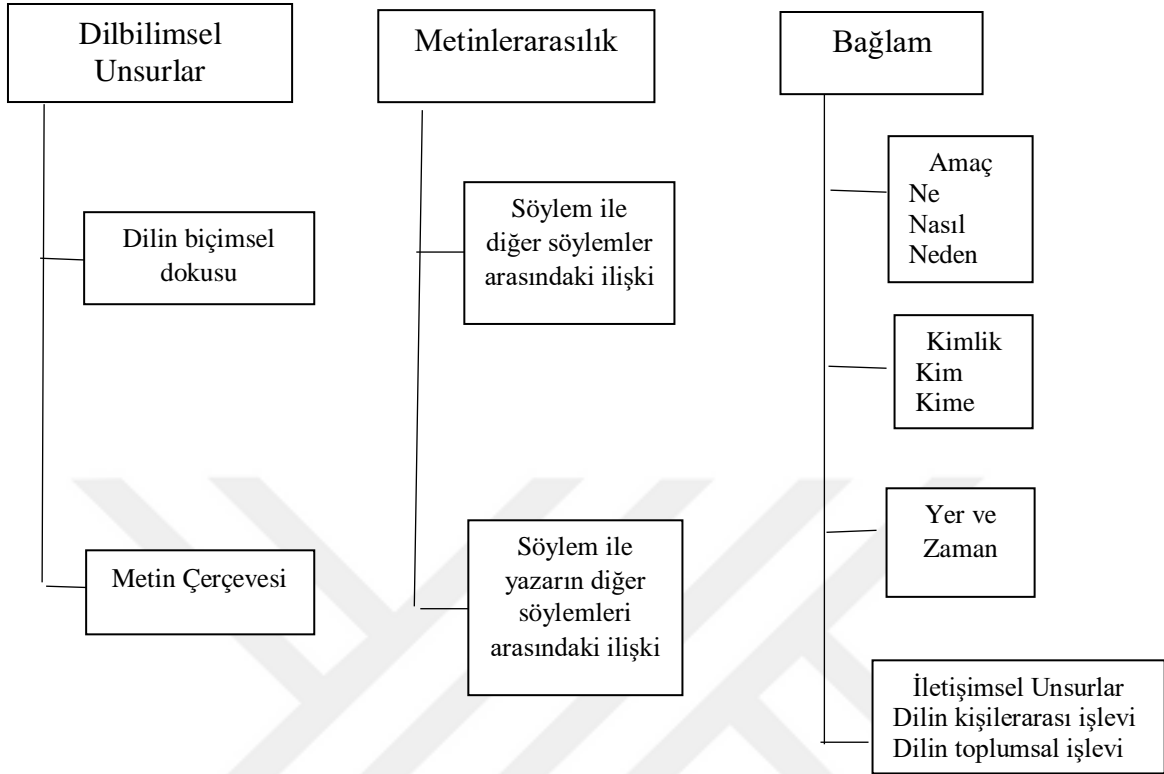 Dilbilimsel
Unsurlar
Dilin biçimsel
dokusu
Metin Çerçevesi
Metinlerarasılık
Söylem ile
diğer söylemler
arasındaki ilişki
Söylem ile
yazarın diğer
söylemleri
arasındaki ilişki
Bağlam
Amaç
Ne
Nasıl
Neden
Kimlik
Kim
Kime
Yer ve
Zaman
İletişimsel Unsurlar
Dilin kişilerarası işlevi
Dilin toplumsal işlevi